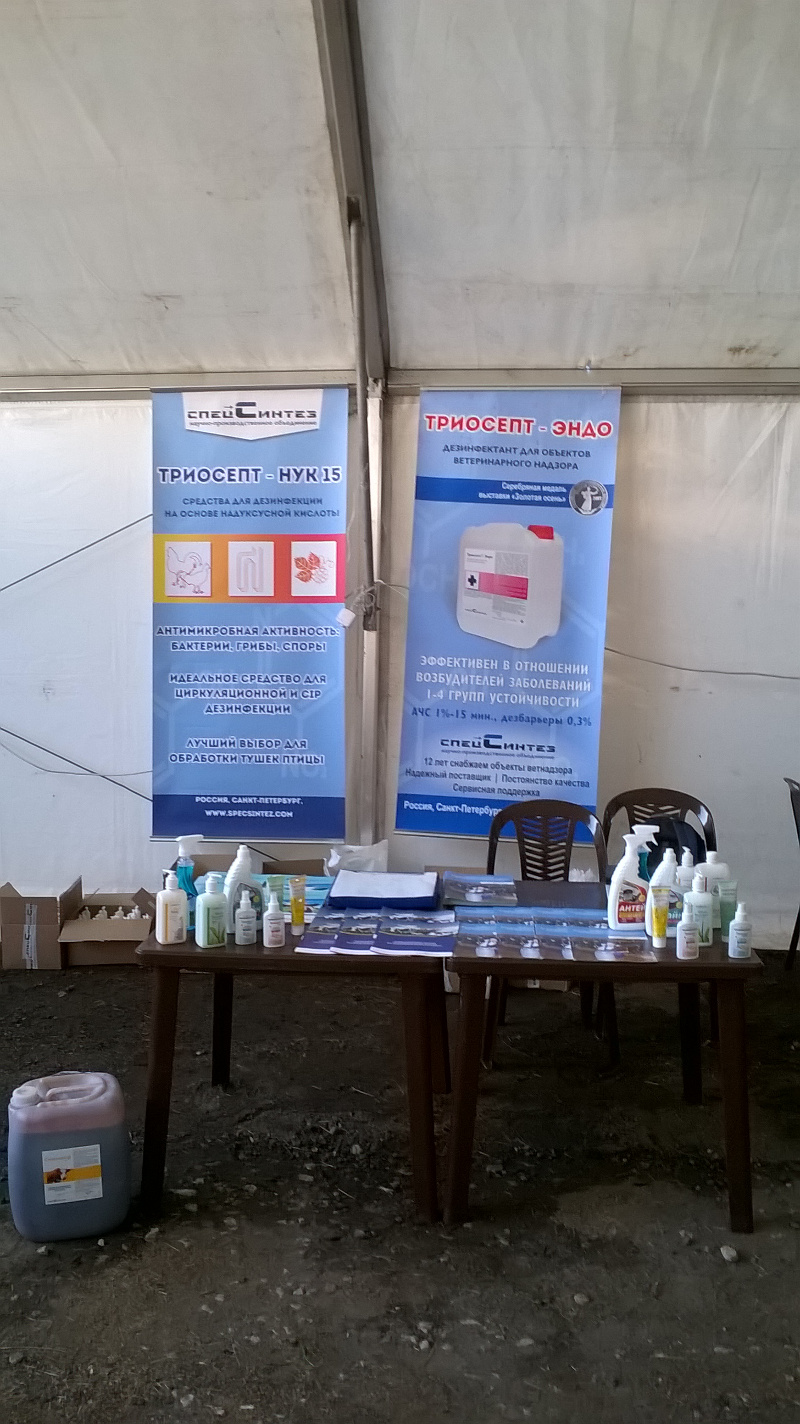 СПЕЦСИНТЕЗ
научно-производственное объединение
ТРИОСЕПТ - НУК 15
СРЕДСТВА ДЛЯ ДЕЗИНФЕКЦИИ
НА ОСНОВЕ НАДУКСУСНОЙ КИСЛОТЫ
АНТИМИКРОБНАЯ АКТИВНОСТЬ:
БАКТЕРИИ, ГРИБЫ, СПОРЫ
ИДЕАЛЬНОЕ СРЕДСТВО ДЛЯ
ЦИРКУЛЯЦИОННОЙ И CIP
ДЕЗИНФЕКЦИИ
ЛУЧШИЙ ВЫБОР ДЛЯ
ОБРАБОТКИ ТУШЕК ПТИЦЫ
РОССИЯ, САНКТ-ПЕТЕРБУРГ.
WWW.SPECSINTEZ.COM
ТРИОСЕПТ - ЭНДО
ДЕЗИНФЕКТАНТ ДЛЯ ОБЪЕКТОВ
ВЕТЕРИНАРНОГО НАДЗОРА
Серебряная медаль
выставки «Золотая осень»
ЭФФЕКТИВЕН В ОТНОШЕНИИ
ВОЗБУДИТЕЛЕЙ ЗАБОЛЕВАНИЙ
1-4 ГРУПП УСТОЙЧИВОСТИ
АЧС 1%-15 мин., дезбарьеры 0,3%
СПЕЦСИНТЕЗ
научно-производственное объединение
12 лет снабжаем объекты ветнадзора
Надежный поставщик | Постоянство качества
Сервисная поддержка
Россия, Санкт-Петербург